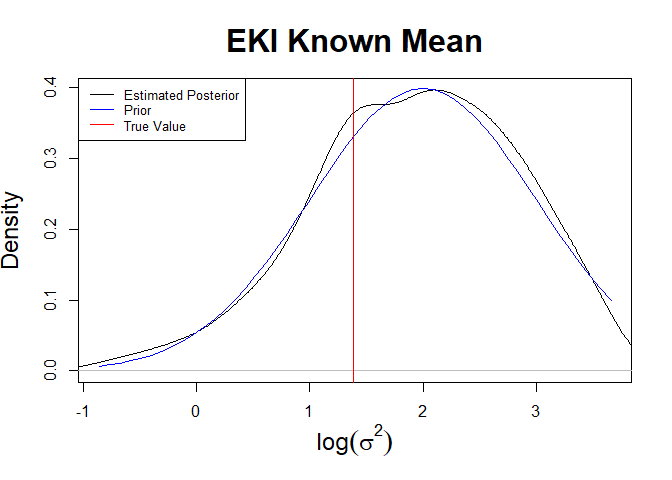 EKI Known Mean
Estimated Posterior
Prior
True Value
Density
0.4
0.3
0.2
0.1
0.0
-1 0 1 2 3
log(σ²)